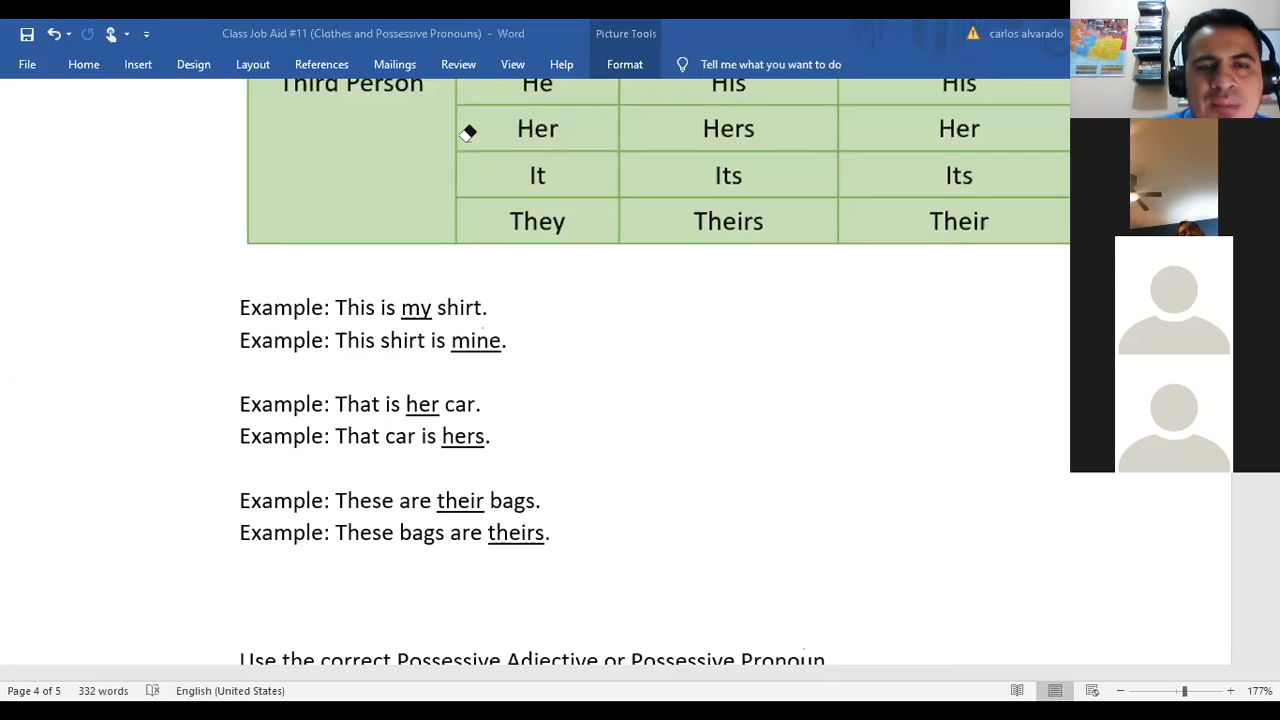 Class Job Aid #11 (Clothes and Possessive Pronouns) - Word
Picture Tools
carlos alvarado
File Home Insert Design Layout References Mailings Review View Help Format Tell me what you want to do
Third Person He His His
Her Hers Her
It Its Its
They Theirs Their
Example: This is my shirt.
Example: This shirt is mine.
Example: That is her car.
Example: That car is hers.
Example: These are their bags.
Example: These bags are theirs.
Use the correct Possessive Adjective or Possessive Pronoun
Page 4 of 5 332 words English (United States) 177%